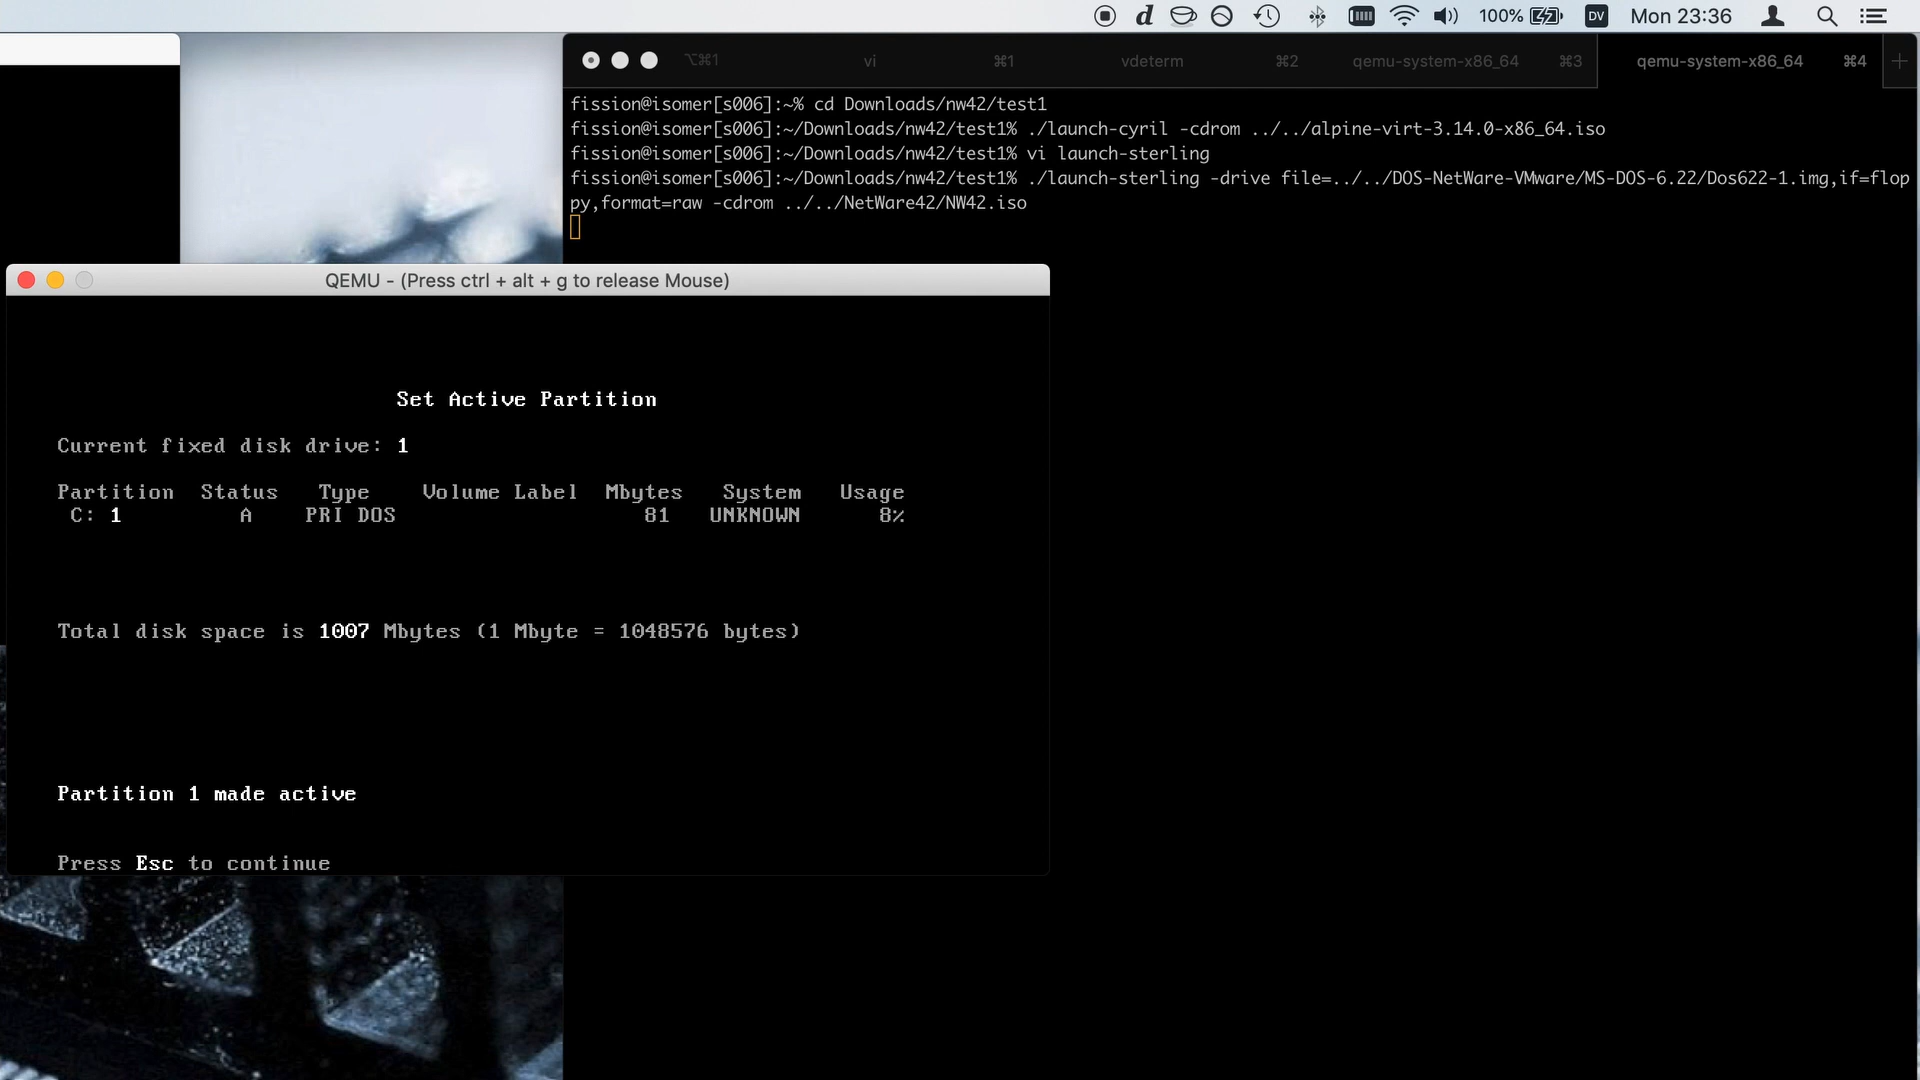 100%
DV
Mon 23:36
⌥⌘1 vi ⌘1 vdeterm ⌘2 qemu-system-x86_64 ⌘3 qemu-system-x86_64 ⌘4 +
fission@isomer[s006]:~% cd Downloads/nw42/test1
fission@isomer[s006]:~/Downloads/nw42/test1% ./launch-cyril -cdrom ../../alpine-virt-3.14.0-x86_64.iso
fission@isomer[s006]:~/Downloads/nw42/test1% vi launch-sterling
fission@isomer[s006]:~/Downloads/nw42/test1% ./launch-sterling -drive file=../../DOS-NetWare-VMware/MS-DOS-6.22/Dos622-1.img,if=flop
py,format=raw -cdrom ../../NetWare42/NW42.iso
QEMU - (Press ctrl + alt + g to release Mouse)
Set Active Partition
Current fixed disk drive: 1
Partition Status Type Volume Label Mbytes System Usage
C: 1 A PRI DOS 81 UNKNOWN 8%
Total disk space is 1007 Mbytes (1 Mbyte = 1048576 bytes)
Partition 1 made active
Press Esc to continue